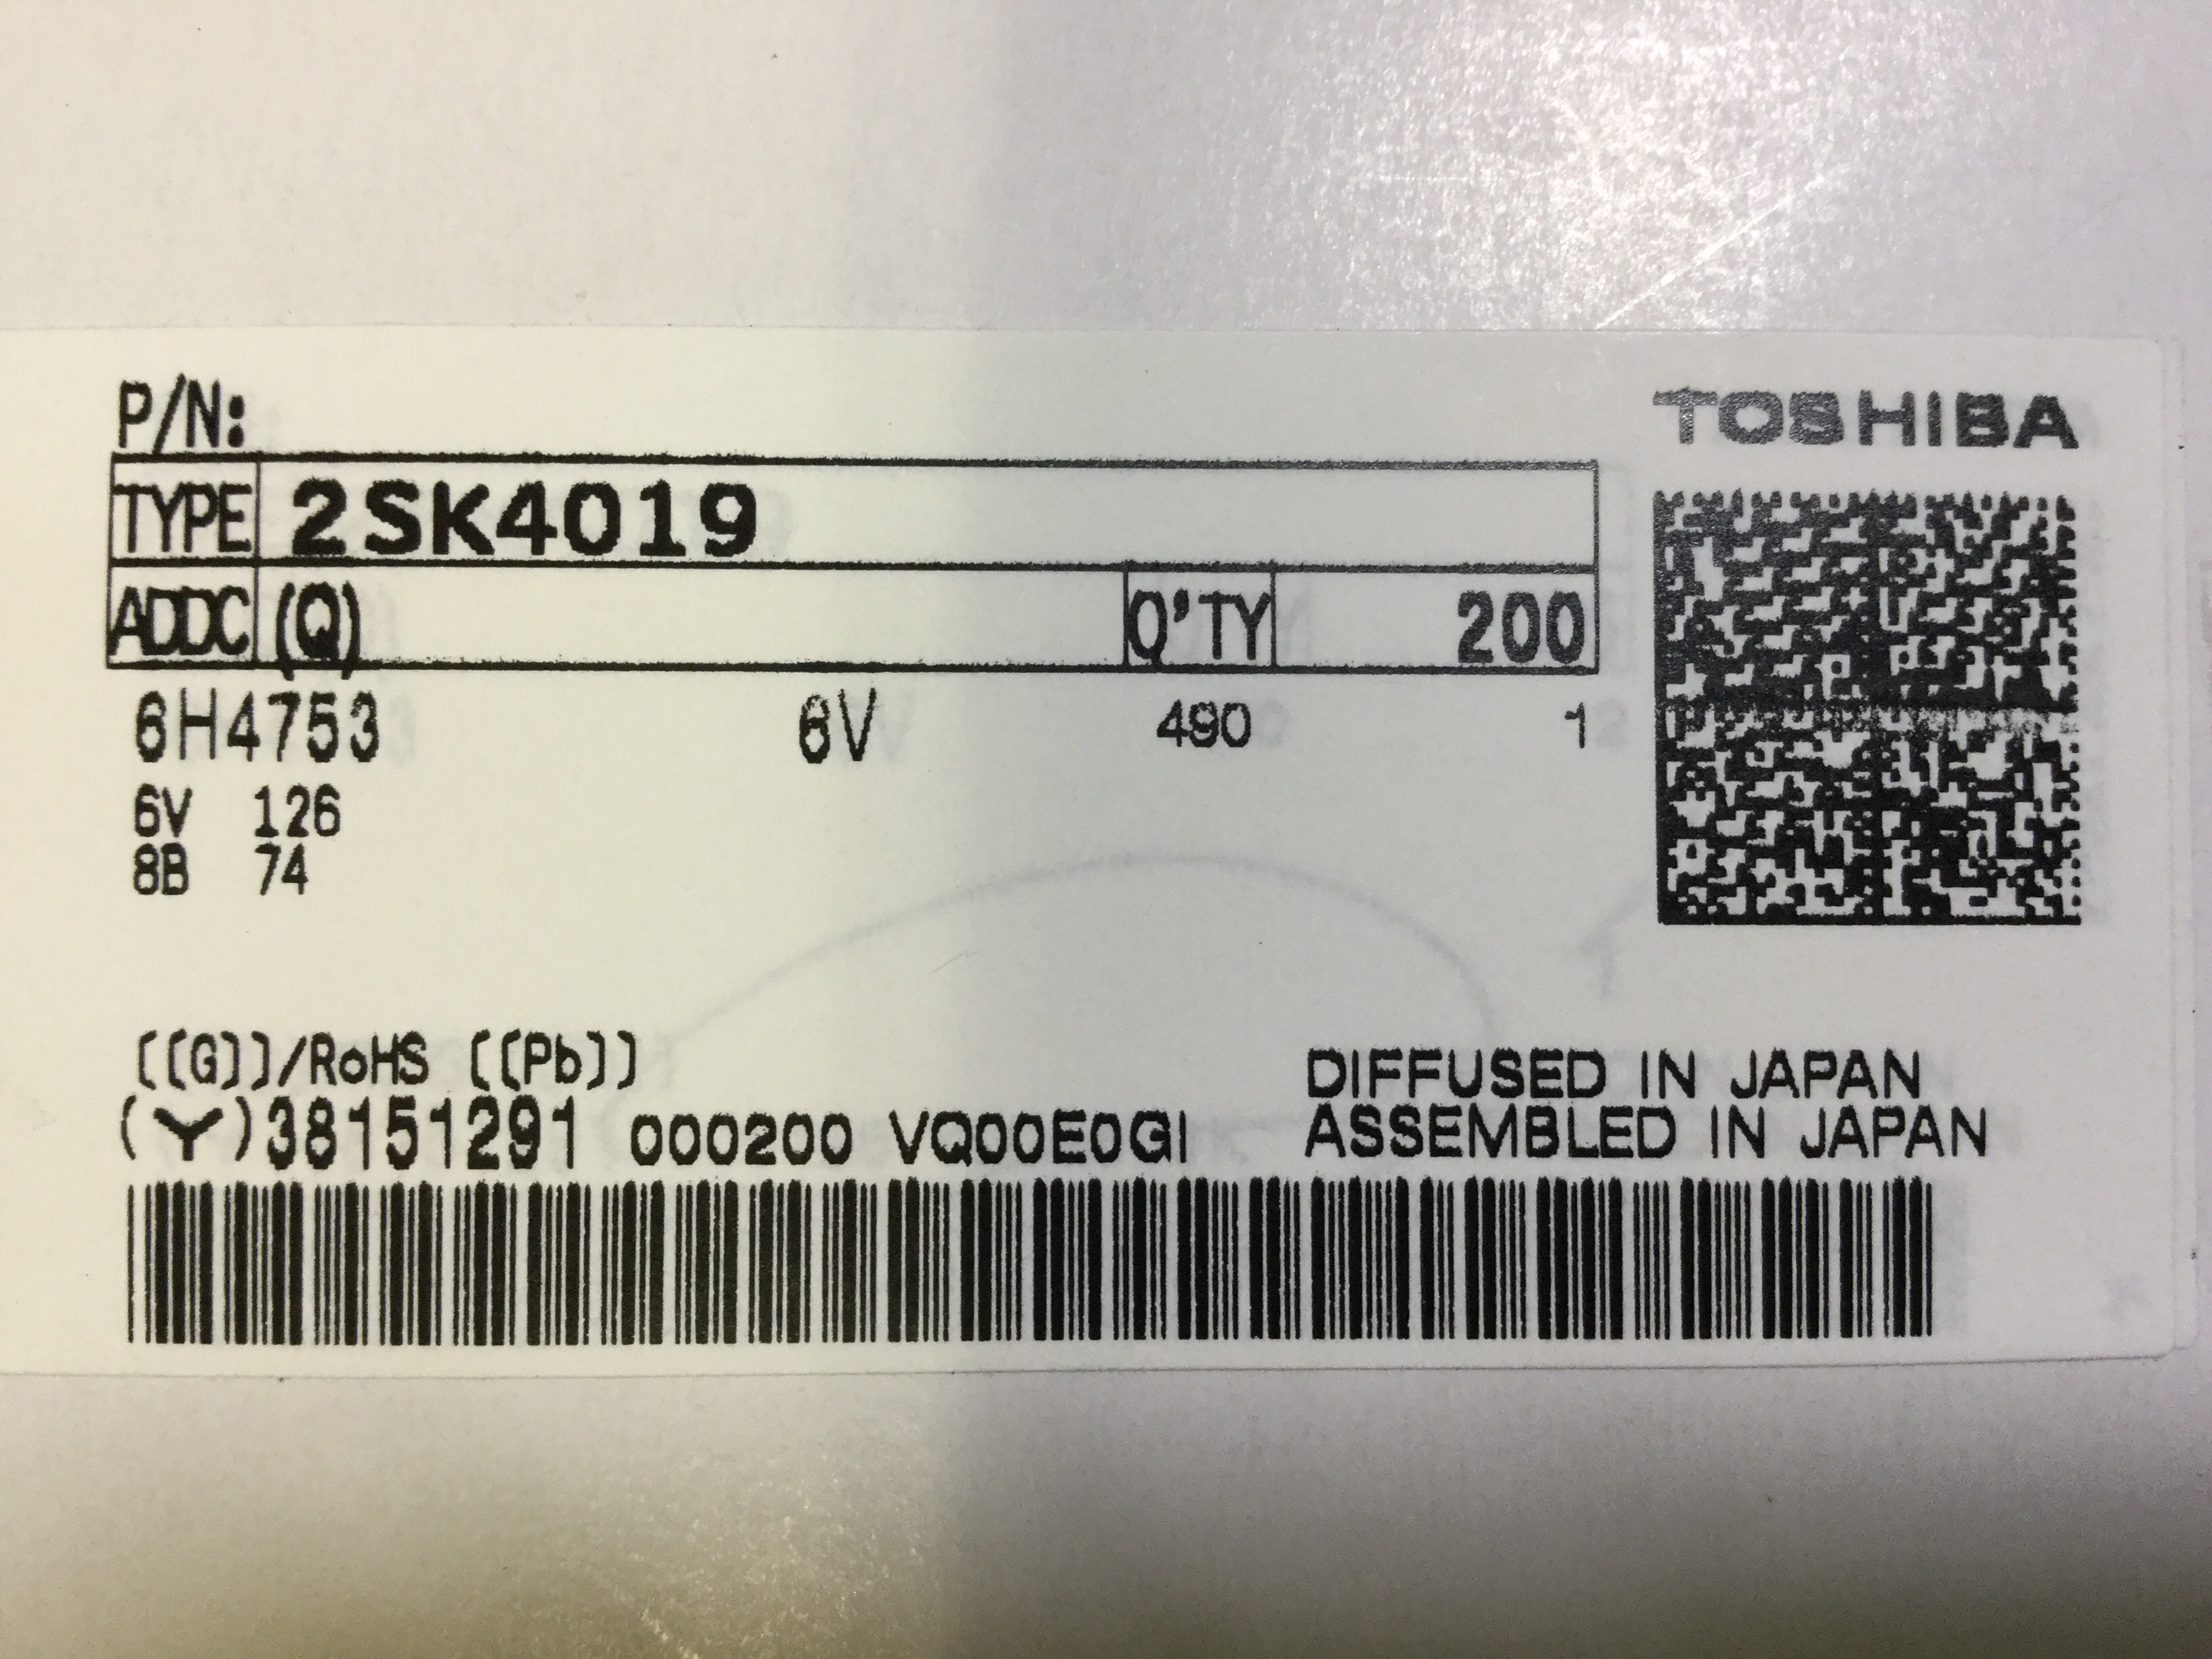 P/N:
TOSHIBA
TYPE 2SK4019
ADDC (Q) Q'TY 200
6H4753 6V 490 1
6V 126
8B 74
[[G]]/RoHS [[Pb]]
DIFFUSED IN JAPAN
(Y)38151291 000200 VQ00E0GI
ASSEMBLED IN JAPAN